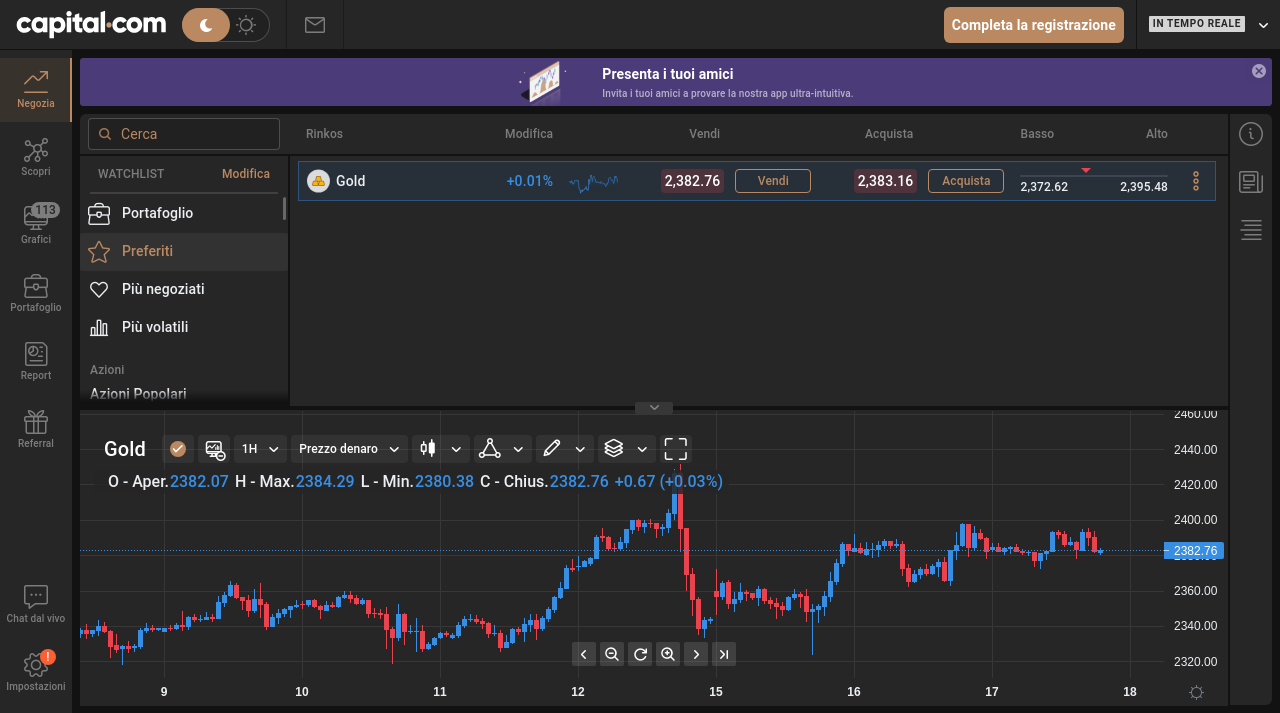 capital.com
Completa la registrazione
IN TEMPO REALE
Presenta i tuoi amici
Invita i tuoi amici a provare la nostra app ultra-intuitiva.
Negozia
Scopri
113
Grafici
Portafoglio
Report
Referral
Chat dal vivo
!
Impostazioni
Cerca
Rinkos Modifica Vendi Acquista Basso Alto
WATCHLIST Modifica
Portafoglio
Preferiti
Più negoziati
Più volatili
Azioni
Azioni Popolari
Gold +0.01% 2,382.76 Vendi 2,383.16 Acquista 2,372.62 2,395.48
Gold 1H Prezzo denaro
O - Aper.2382.07 H - Max.2384.29 L - Min.2380.38 C - Chius.2382.76 +0.67 (+0.03%)
2460.00
2440.00
2420.00
2400.00
2382.76
2360.00
2340.00
2320.00
9 10 11 12 15 16 17 18